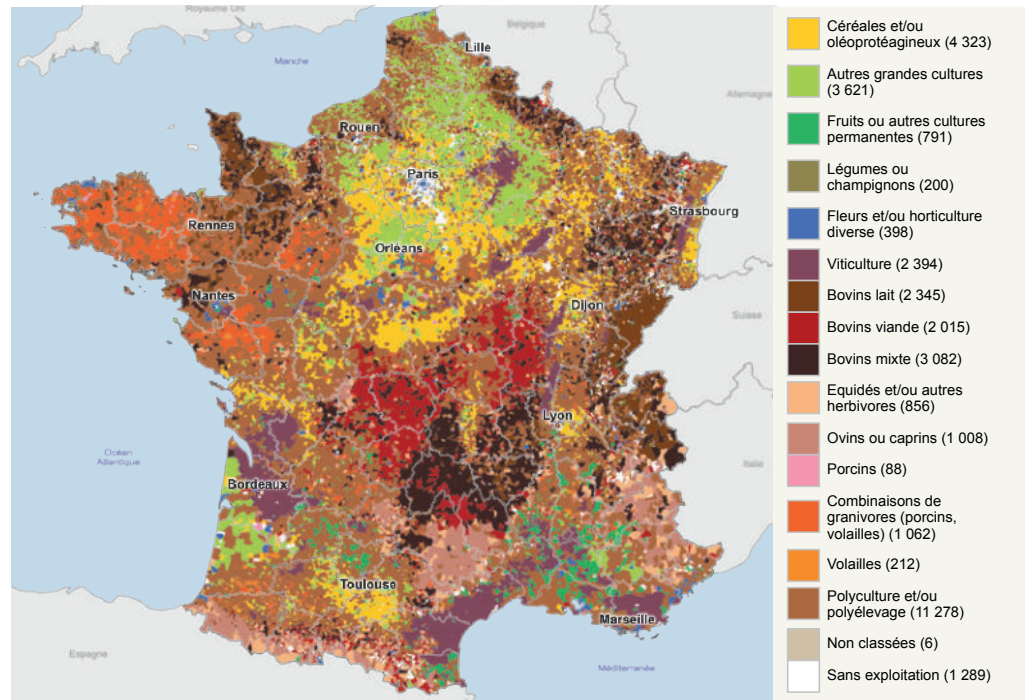 Royaume Uni
Belgique
Lille
Manche
Allemagne
Rouen
Paris
Strasbourg
Rennes
Orléans
Nantes
Dijon
Suisse
Lyon
Océan
Atlantique
Italie
Bordeaux
Toulouse
Marseille
Espagne
Méditerranée
Céréales et/ou
oléoprotéagineux (4 323)
Autres grandes cultures
(3 621)
Fruits ou autres cultures
permanentes (791)
Légumes ou
champignons (200)
Fleurs et/ou horticulture
diverse (398)
Viticulture (2 394)
Bovins lait (2 345)
Bovins viande (2 015)
Bovins mixte (3 082)
Equidés et/ou autres
herbivores (856)
Ovins ou caprins (1 008)
Porcins (88)
Combinaisons de
granivores (porcins,
volailles) (1 062)
Volailles (212)
Polyculture et/ou
polyélevage (11 278)
Non classées (6)
Sans exploitation (1 289)